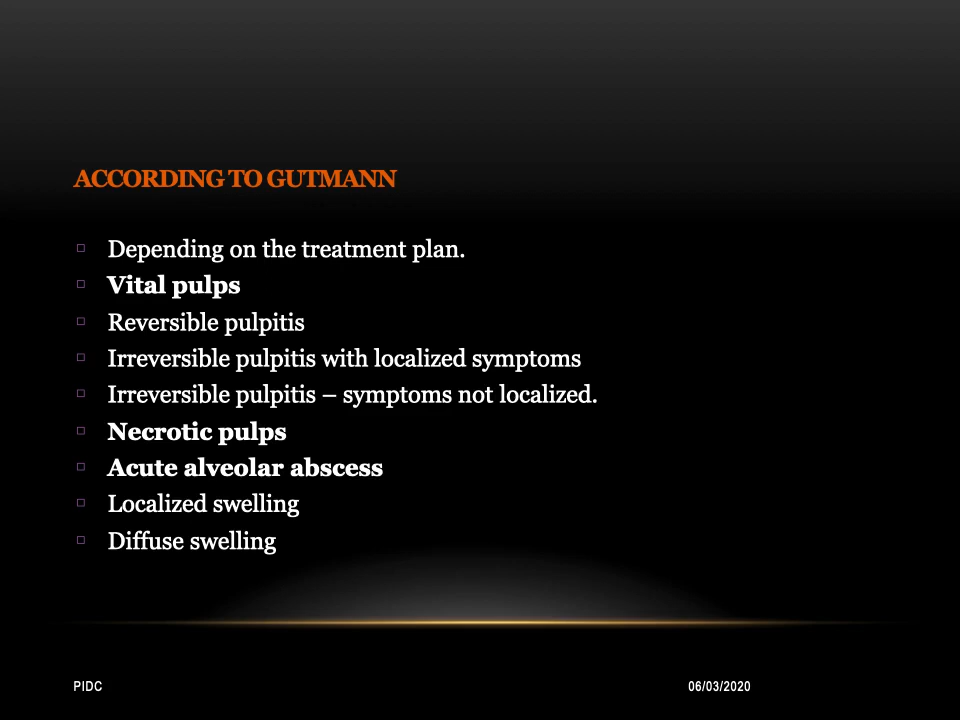 ACCORDING TO GUTMANN
Depending on the treatment plan.
Vital pulps
Reversible pulpitis
Irreversible pulpitis with localized symptoms
Irreversible pulpitis – symptoms not localized.
Necrotic pulps
Acute alveolar abscess
Localized swelling
Diffuse swelling
PIDC
06/03/2020